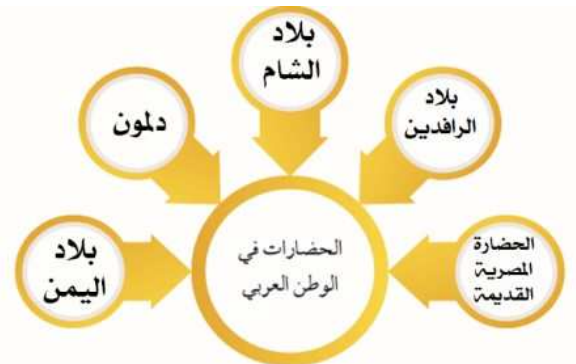 بلاد
الشام
بلاد
الرافدين
دلمون
الحضارات في
الوطن العربي
الحضارة
المصرية
القديمة
بلاد
اليمن